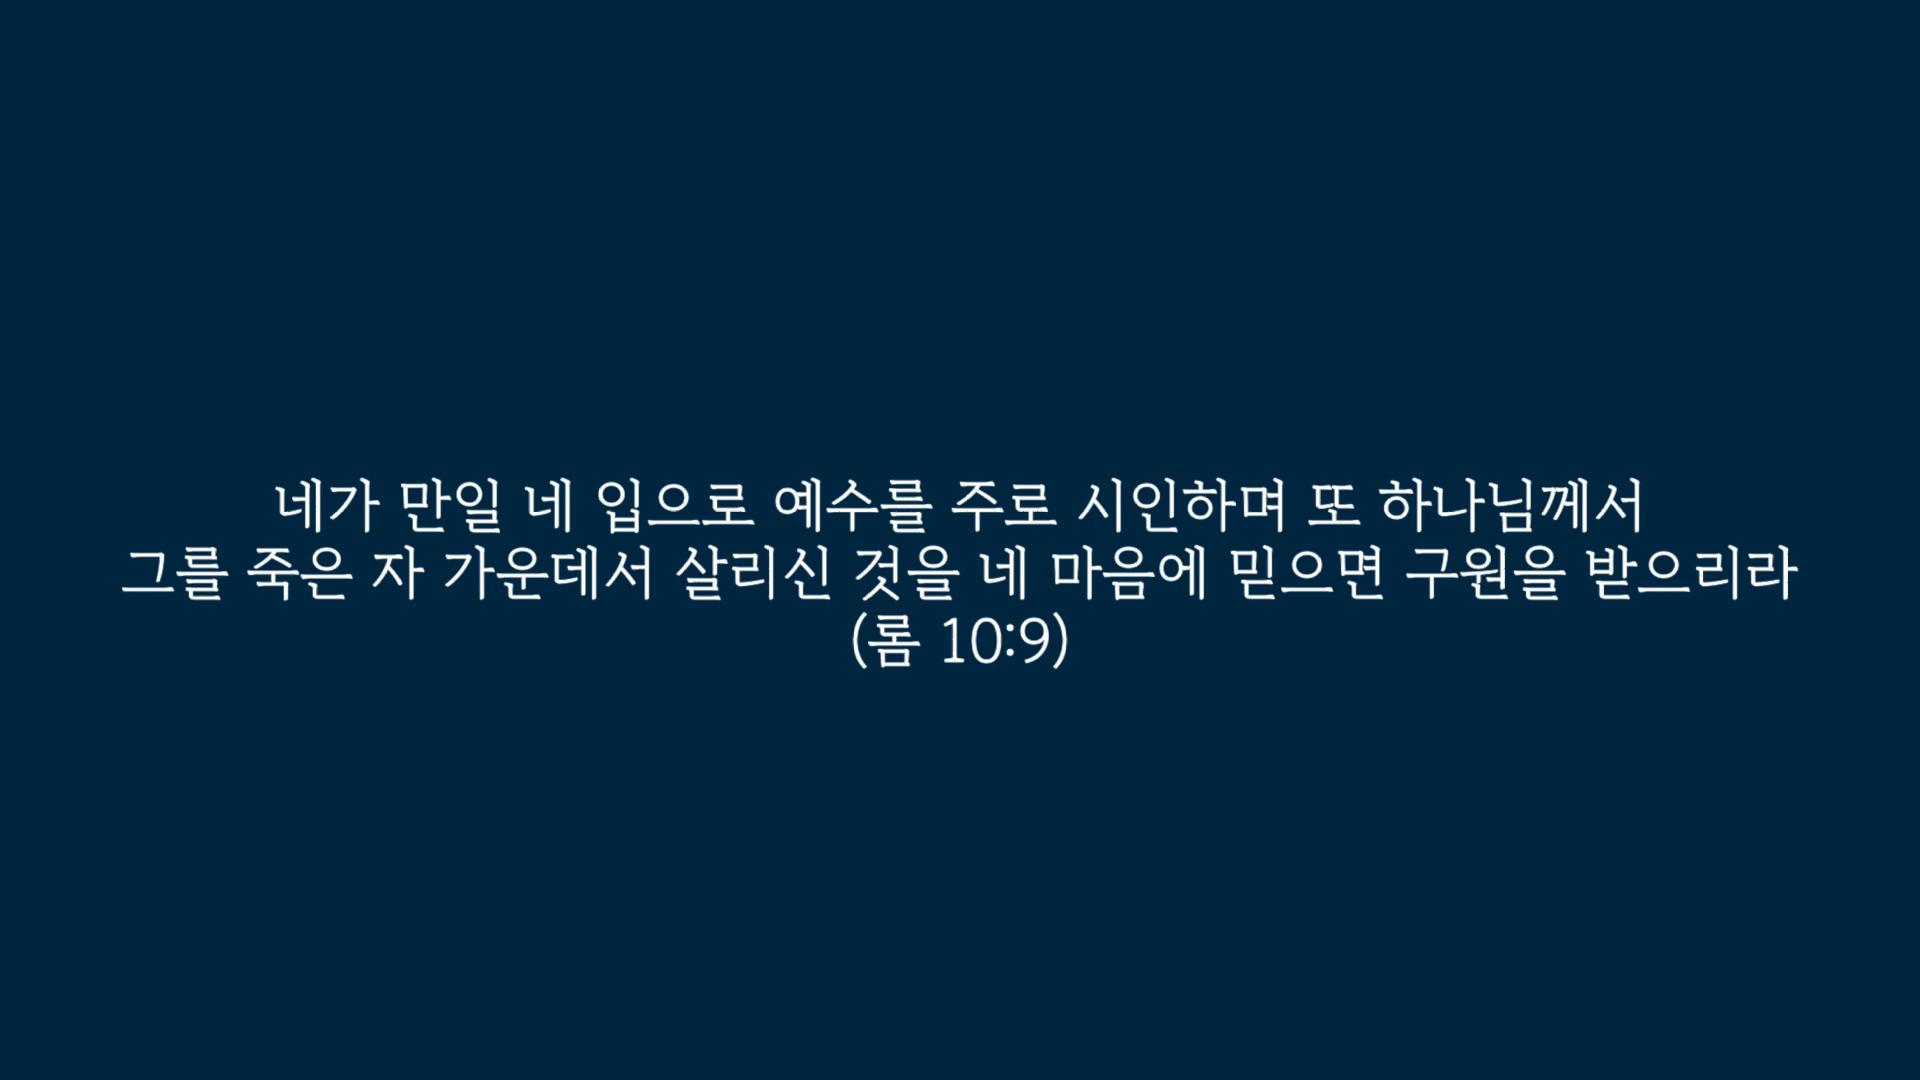 네가 만일 네 입으로 예수를 주로 시인하며 또 하나님께서
그를 죽은 자 가운데서 살리신 것을 네 마음에 믿으면 구원을 받으리라
(롬 10:9)